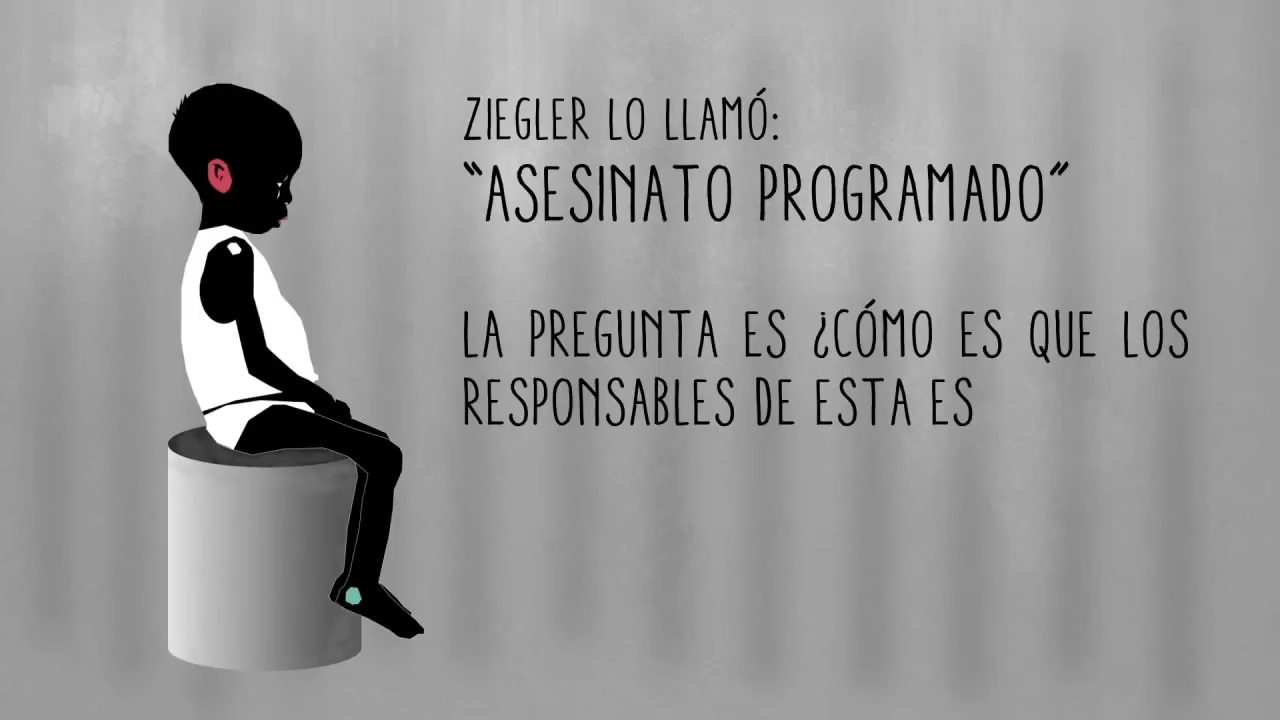 ZIEGLER LO LLAMÓ:
“ASESINATO PROGRAMADO”
LA PREGUNTA ES ¿CÓMO ES QUE LOS
RESPONSABLES DE ESTA ES